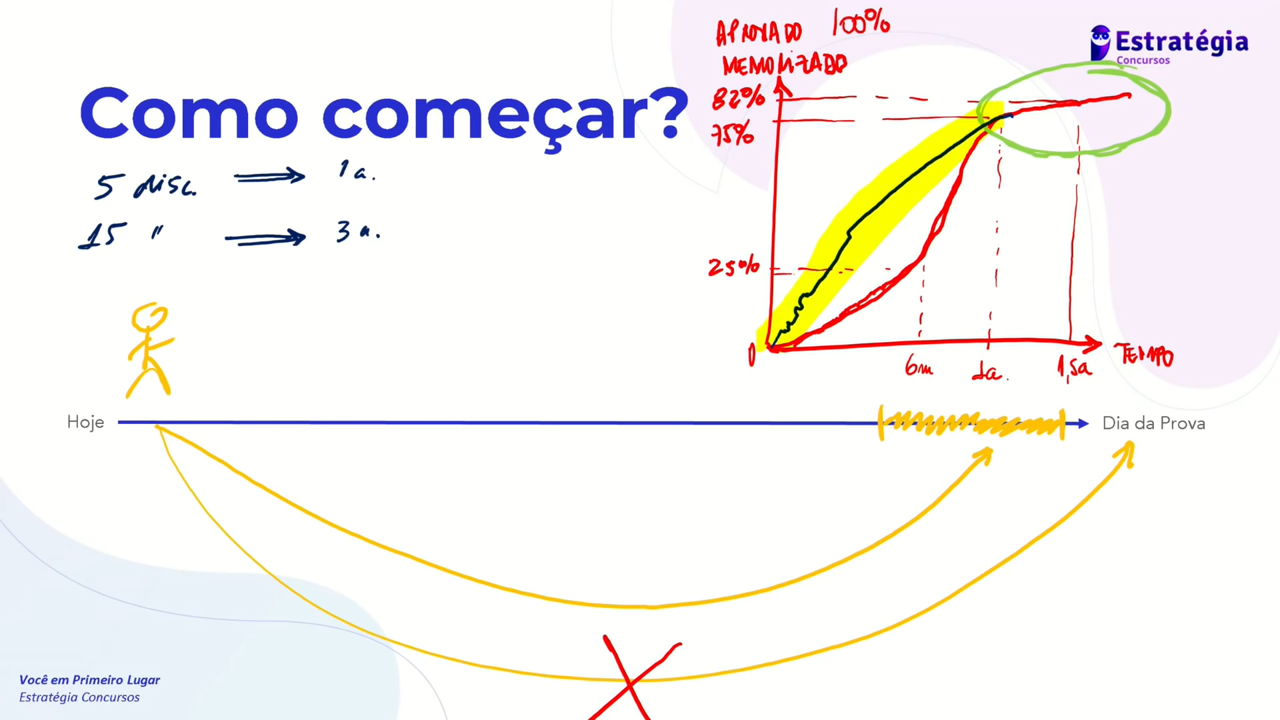 APROVADO 100%
MEMORIZADO
Estratégia
Concursos
Como começar?
82%
75%
5 disc. 1a.
15 " 3a.
25%
0
6m 1a. 1,5a TEMPO
Hoje
Dia da Prova
Você em Primeiro Lugar
Estratégia Concursos